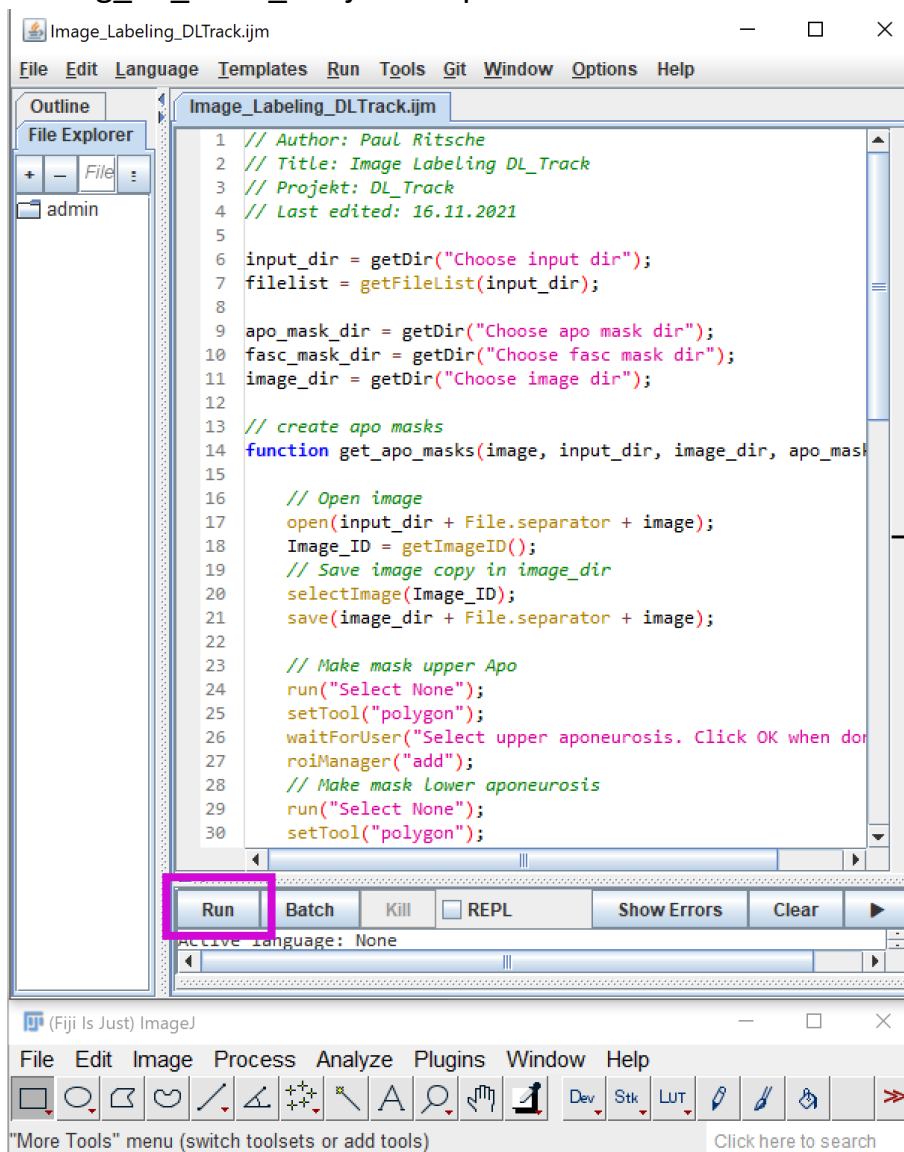 Image_Labeling_DLTrack.ijm
File Edit Language Templates Run Tools Git Window Options Help
Outline
File Explorer
File
admin
Image_Labeling_DLTrack.ijm
1 // Author: Paul Ritsche
2 // Title: Image Labeling DL_Track
3 // Projekt: DL_Track
4 // Last edited: 16.11.2021
5
6 input_dir = getDir("Choose input dir");
7 filelist = getFileList(input_dir);
8
9 apo_mask_dir = getDir("Choose apo mask dir");
10 fasc_mask_dir = getDir("Choose fasc mask dir");
11 image_dir = getDir("Choose image dir");
12
13 // create apo masks
14 function get_apo_masks(image, input_dir, image_dir, apo_mask
15
16 // Open image
17 open(input_dir + File.separator + image);
18 Image_ID = getImageID();
19 // Save image copy in image_dir
20 selectImage(Image_ID);
21 save(image_dir + File.separator + image);
22
23 // Make mask upper Apo
24 run("Select None");
25 setTool("polygon");
26 waitForUser("Select upper aponeurosis. Click OK when don
27 roiManager("add");
28 // Make mask lower aponeurosis
29 run("Select None");
30 setTool("polygon");
Run Batch Kill REPL Show Errors Clear
Active language: None
(Fiji Is Just) ImageJ
File Edit Image Process Analyze Plugins Window Help
A Dev Stk LUT >>
"More Tools" menu (switch toolsets or add tools) Click here to search